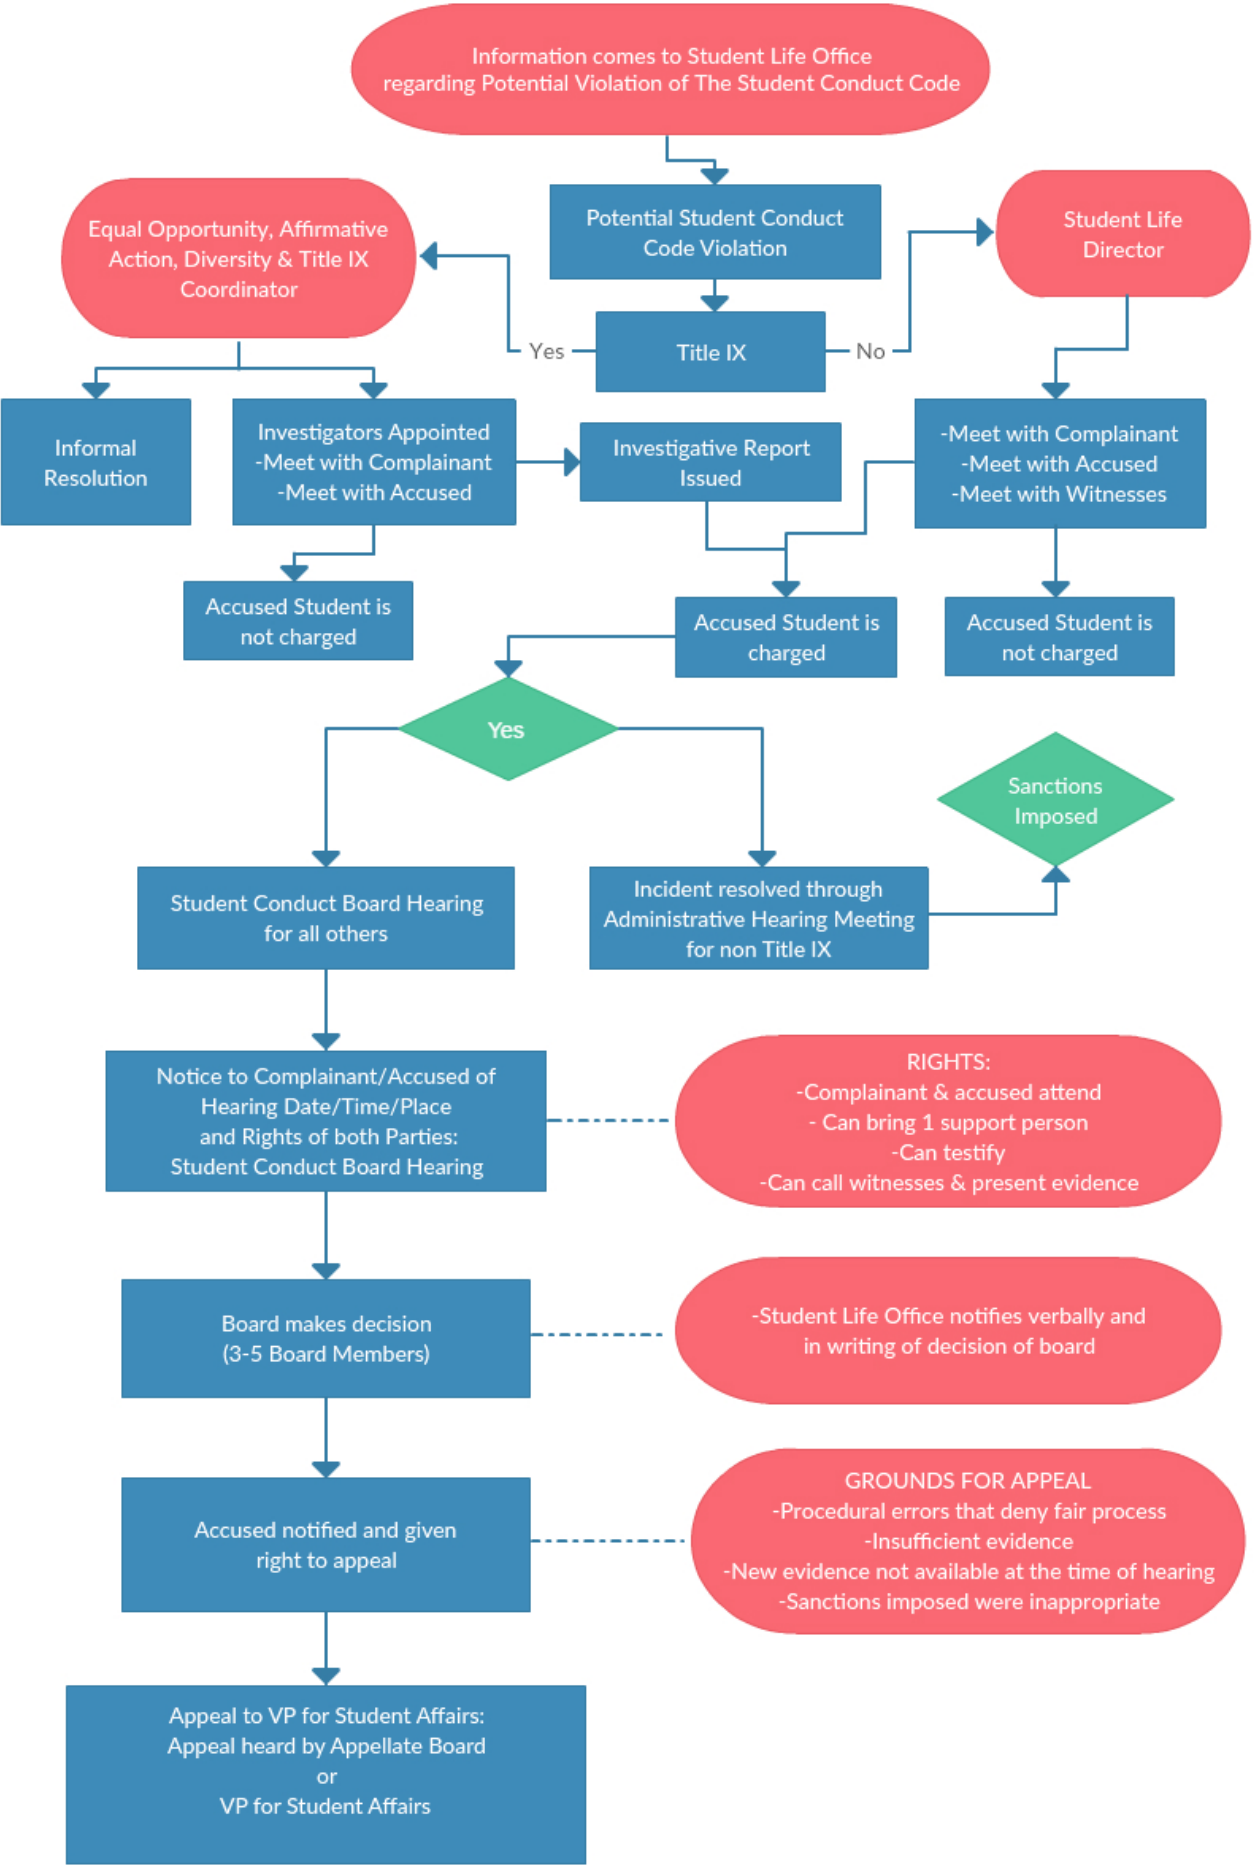 Information comes to Student Life Office
regarding Potential Violation of The Student Conduct Code
Equal Opportunity, Affirmative
Action, Diversity & Title IX
Coordinator
Potential Student Conduct
Code Violation
Student Life
Director
Yes
Title IX
No
Informal
Resolution
Investigators Appointed
-Meet with Complainant
-Meet with Accused
Investigative Report
Issued
-Meet with Complainant
-Meet with Accused
-Meet with Witnesses
Accused Student is
not charged
Accused Student is
charged
Accused Student is
not charged
Yes
Sanctions
Imposed
Student Conduct Board Hearing
for all others
Incident resolved through
Administrative Hearing Meeting
for non Title IX
Notice to Complainant/Accused of
Hearing Date/Time/Place
and Rights of both Parties:
Student Conduct Board Hearing
RIGHTS:
-Complainant & accused attend
- Can bring 1 support person
-Can testify
-Can call witnesses & present evidence
Board makes decision
(3-5 Board Members)
-Student Life Office notifies verbally and
in writing of decision of board
Accused notified and given
right to appeal
GROUNDS FOR APPEAL
-Procedural errors that deny fair process
-Insufficient evidence
-New evidence not available at the time of hearing
-Sanctions imposed were inappropriate
Appeal to VP for Student Affairs:
Appeal heard by Appellate Board
or
VP for Student Affairs